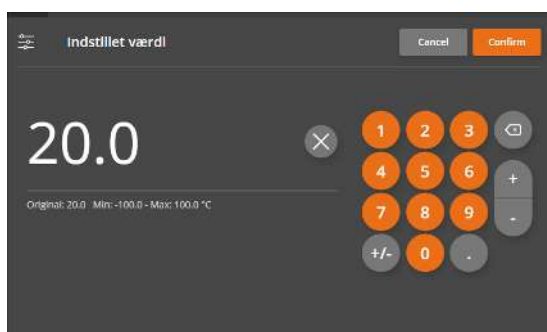 Indstillet værdi
Cancel
Confirm
20.0
Original: 20.0 Min: -100.0 - Max: 100.0 °C
1 2 3
4 5 6 +
7 8 9 -
+/- 0 .